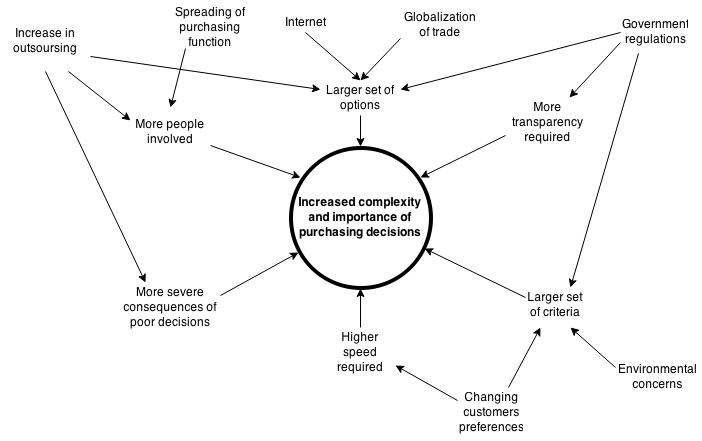 Increase in
outsoursing
Spreading of
purchasing
function
Internet
Globalization
of trade
Government
regulations
Larger set of
options
More people
involved
More
transparency
required
Increased complexity
and importance of
purchasing decisions
More severe
consequences of
poor decisions
Larger set
of criteria
Higher
speed
required
Environmental
concerns
Changing
customers
preferences